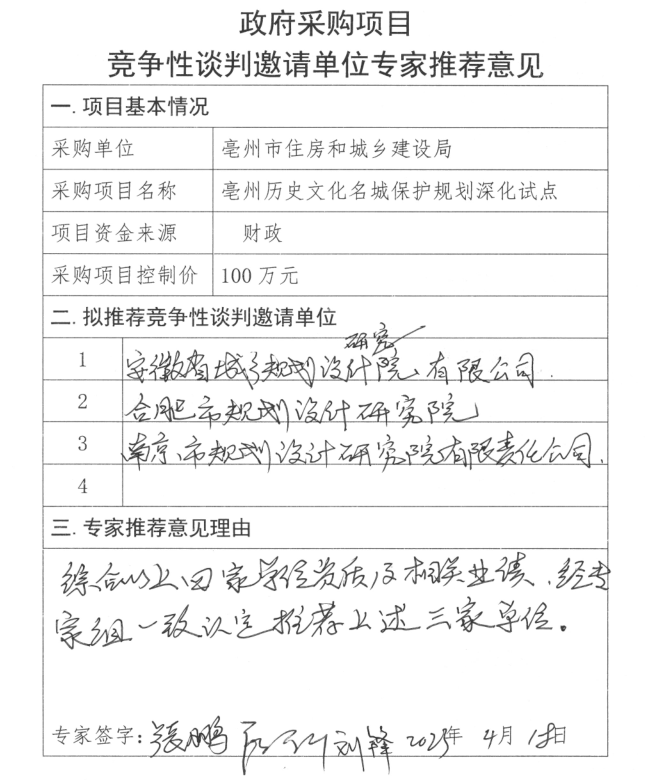 政府采购项目
竞争性谈判邀请单位专家推荐意见
一. 项目基本情况
采购单位 亳州市住房和城乡建设局
采购项目名称 亳州历史文化名城保护规划深化试点
项目资金来源 财政
采购项目控制价 100 万元
二. 拟推荐竞争性谈判邀请单位
研究
1 安徽省城乡规划设计院有限公司.
2 合肥市规划设计研究院
3 南京市规划设计研究院有限责任公司.
4
三. 专家推荐意见理由
综合以上四家单位资质及相关业绩、经专
家组一致认定推荐上述三家单位。
专家签字: 张鹏 刘锋 2025年 4月 18日